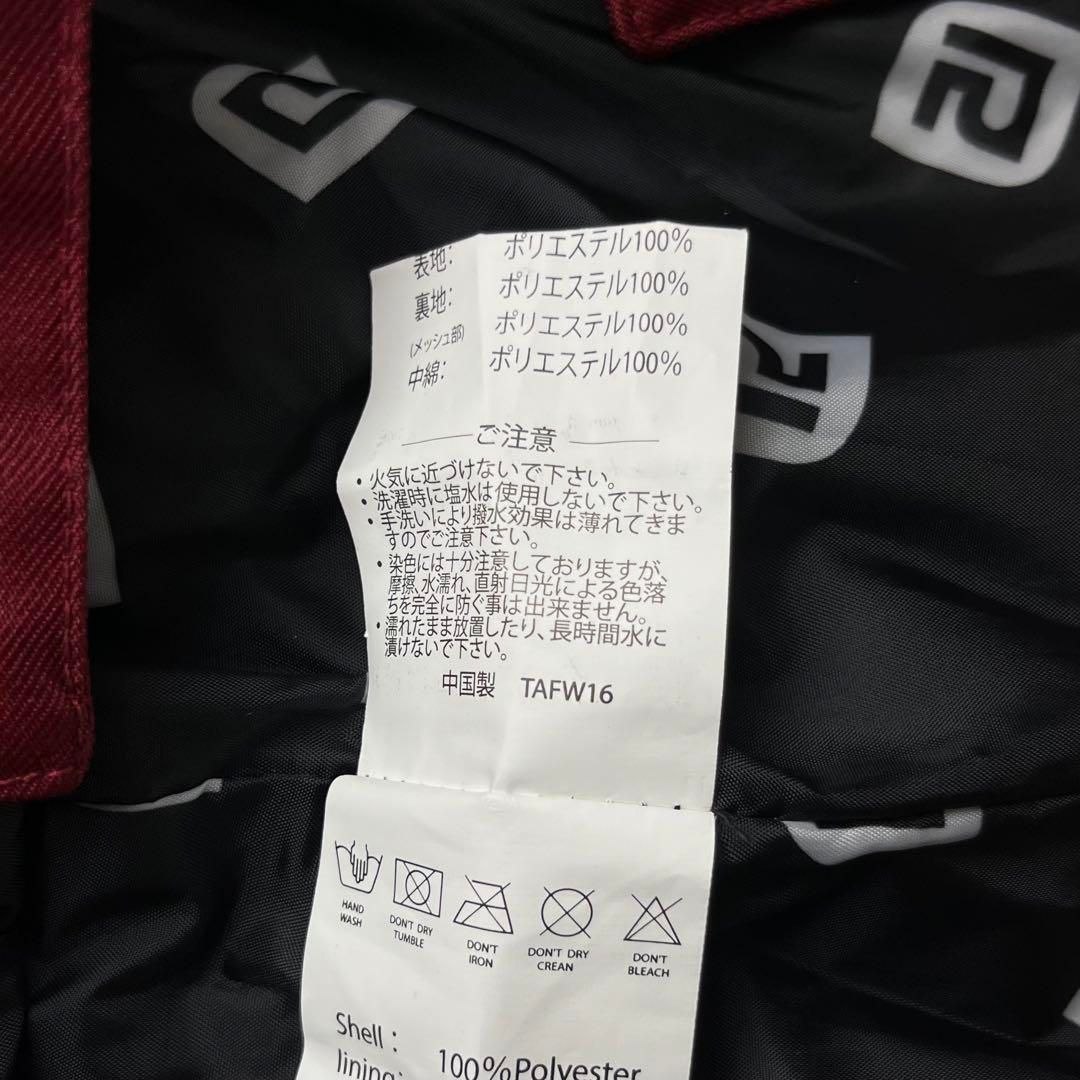 表地： ポリエステル100%
裏地： ポリエステル100%
(メッシュ部) ポリエステル100%
中綿： ポリエステル100%
ご注意
・火気に近づけないで下さい。
・洗濯時に塩水は使用しないで下さい。
・手洗いにより撥水効果は薄れてきま
すのでご注意下さい。
・染色には十分注意しておりますが、
摩擦、水濡れ、直射日光による色落
ちを完全に防ぐ事は出来ません。
・濡れたまま放置したり、長時間水に
漬けないで下さい。
中国製 TAFW16
HAND WASH
DON'T DRY TUMBLE
DON'T IRON
DON'T DRY CREAN
DON'T BLEACH
Shell :
lining: 100%Polyester